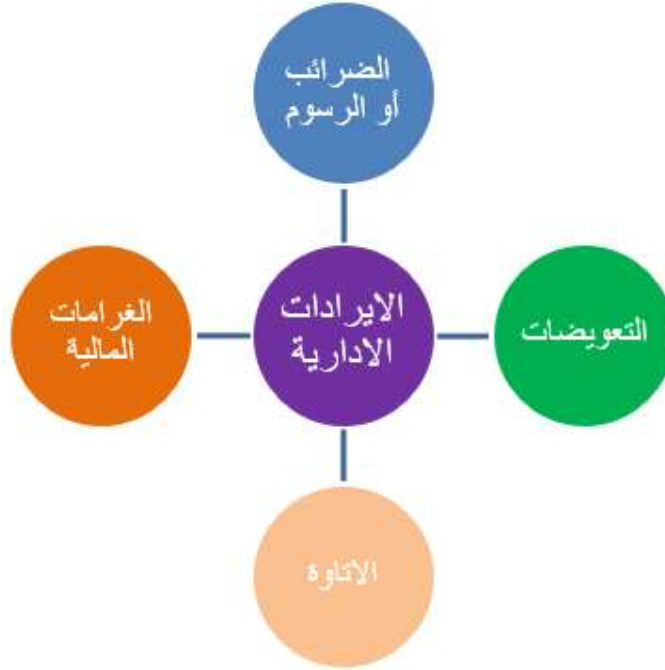 الضرائب
أو الرسوم
الايرادات
الادارية
التعويضات
الغرامات
المالية
الاتاوة